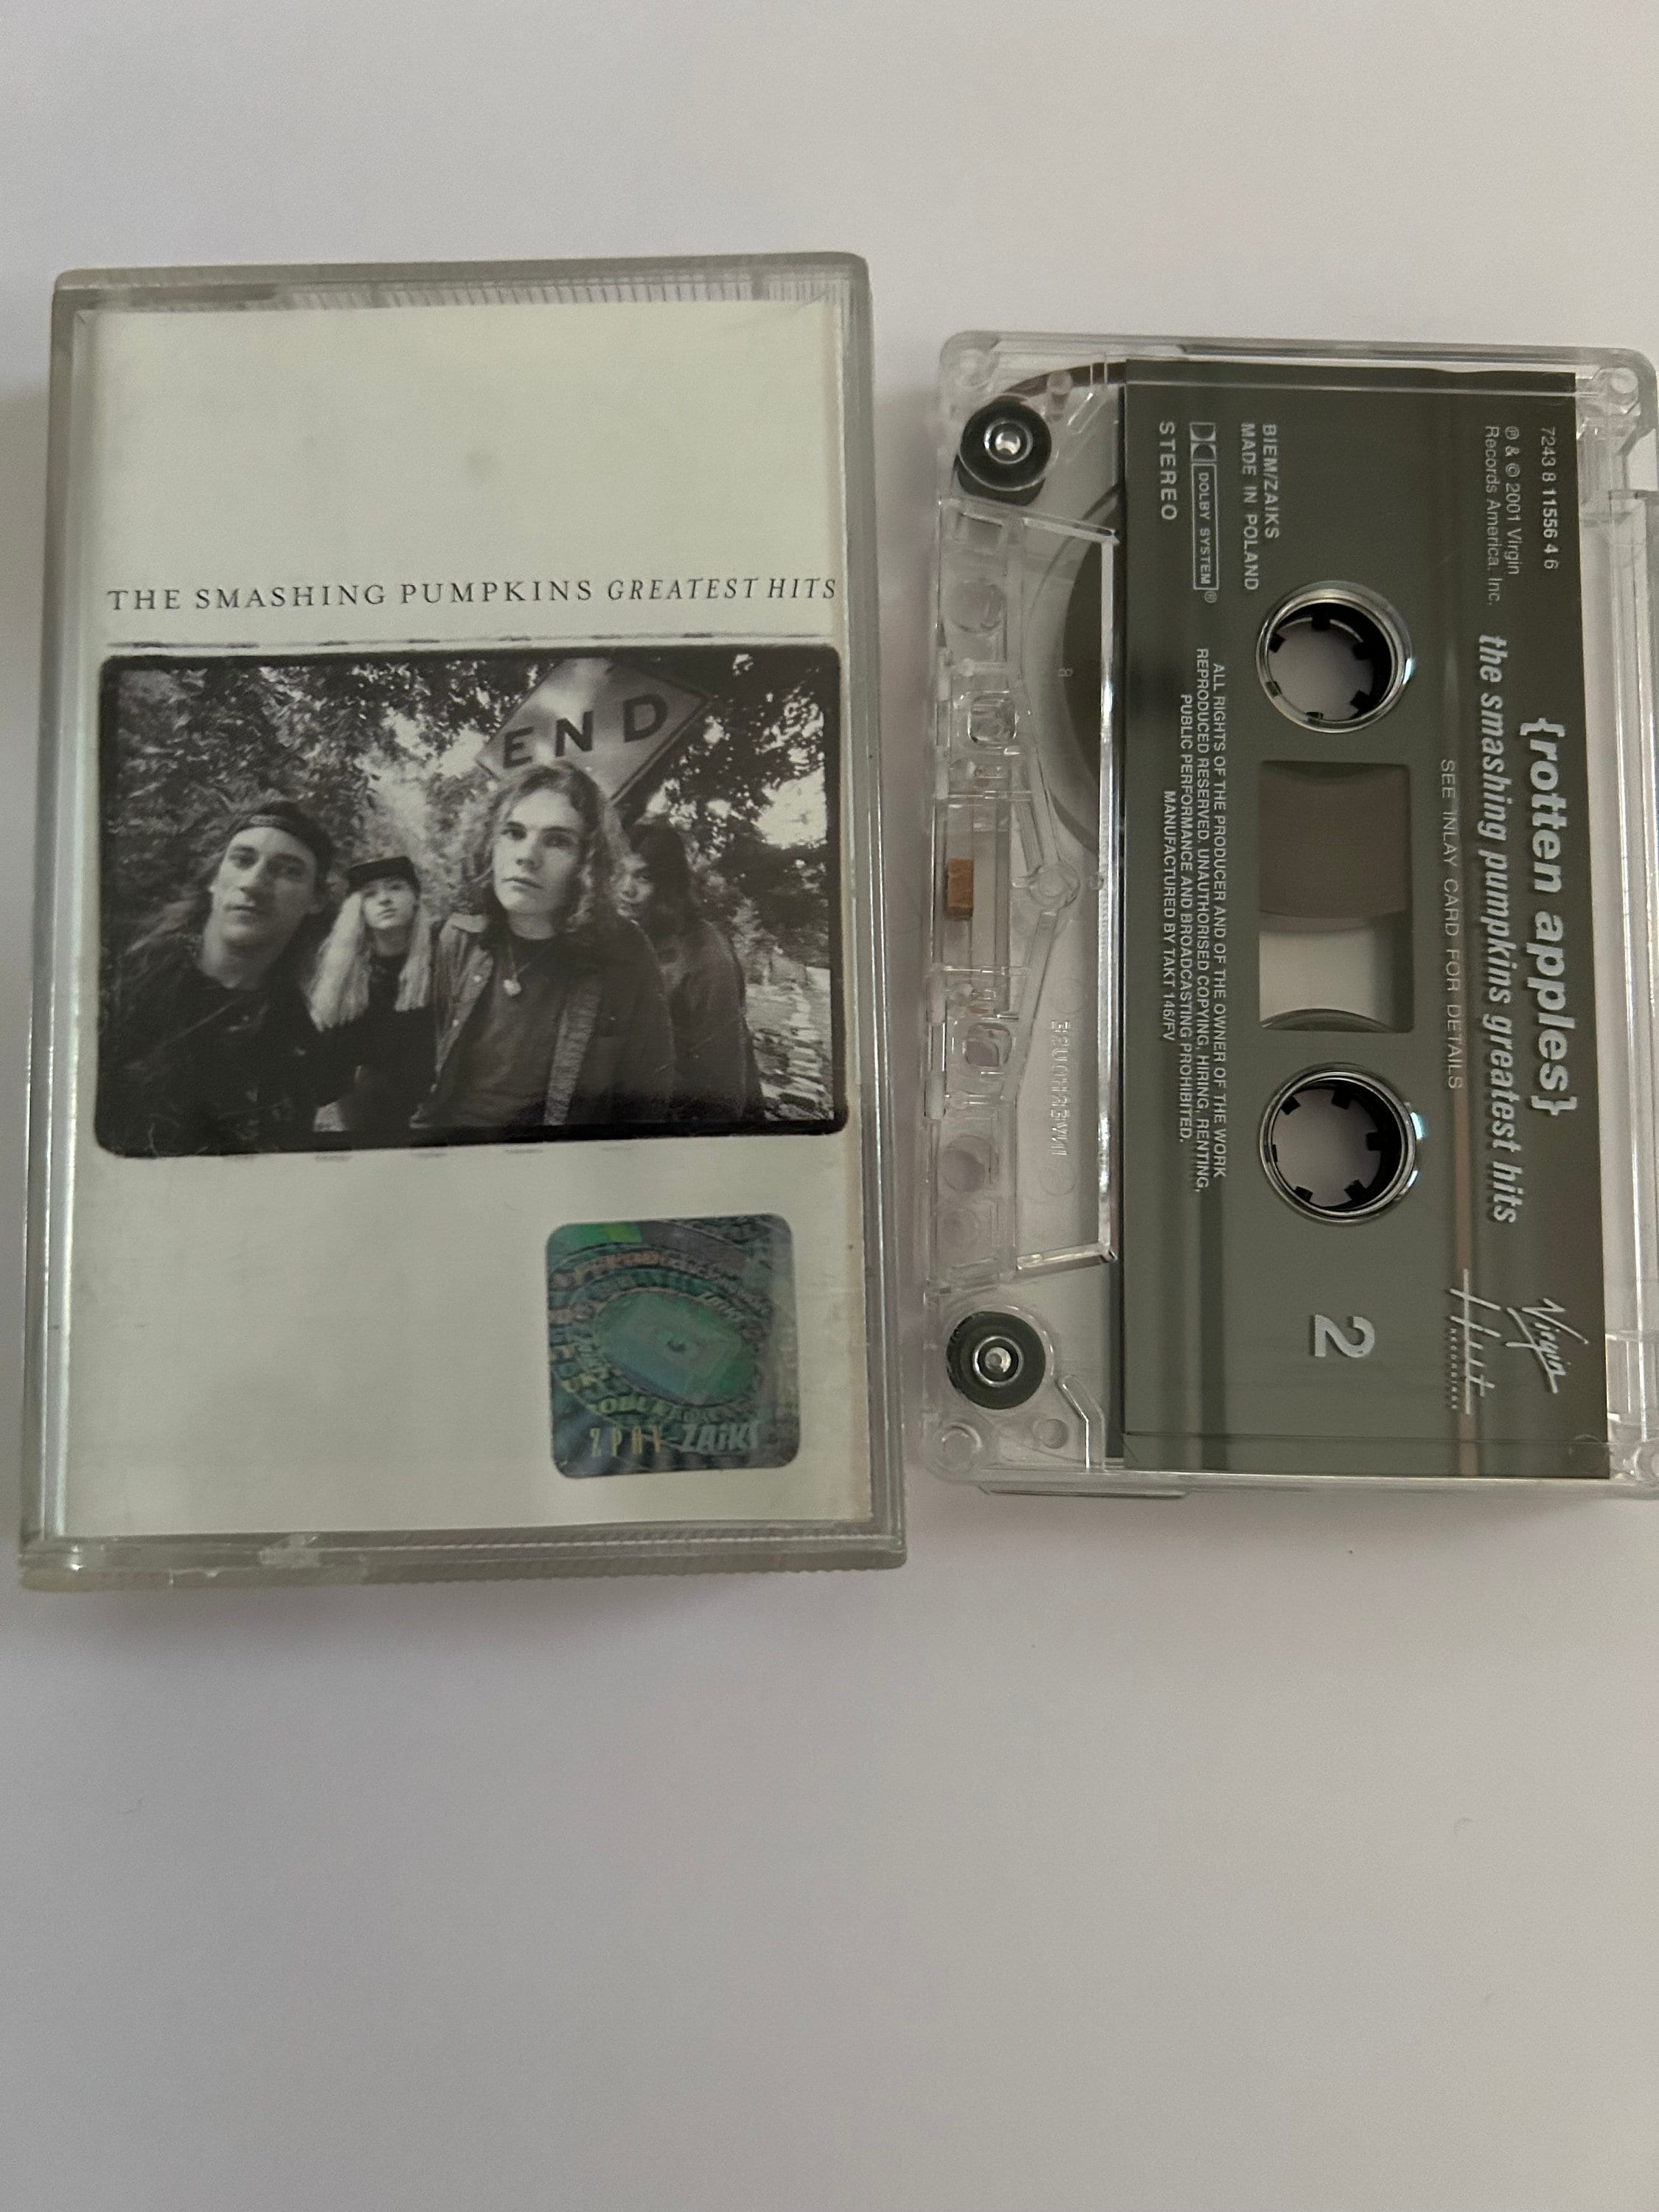 THE SMASHING PUMPKINS GREATEST HITS
END
ZPAV ZAiKS
7243 8 11556 4 6
℗ & © 2001 Virgin
Records America, Inc.
{rotten apples}
the smashing pumpkins greatest hits
SEE INLAY CARD FOR DETAILS
Virgin
Hut
RECORDINGS
2
BIEM/ZAIKS
MADE IN POLAND
DOLBY SYSTEM®
STEREO
ALL RIGHTS OF THE PRODUCER AND OF THE OWNER OF THE WORK
REPRODUCED RESERVED. UNAUTHORISED COPYING, HIRING, RENTING,
PUBLIC PERFORMANCE AND BROADCASTING PROHIBITED.
MANUFACTURED BY TAKT 146/FV